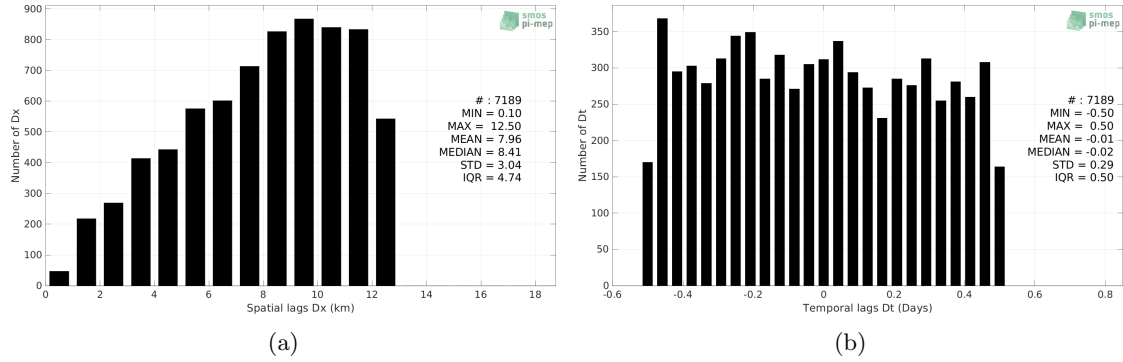 900
800
700
600
500
400
300
200
100
0
Number of Dx
0 2 4 6 8 10 12 14 16 18
Spatial lags Dx (km)
smos
pi-mep
# : 7189
MIN = 0.10
MAX = 12.50
MEAN = 7.96
MEDIAN = 8.41
STD = 3.04
IQR = 4.74
(a)
350
300
250
200
150
100
50
0
Number of Dt
-0.6 -0.4 -0.2 0 0.2 0.4 0.6 0.8
Temporal lags Dt (Days)
smos
pi-mep
# : 7189
MIN = -0.50
MAX = 0.50
MEAN = -0.01
MEDIAN = -0.02
STD = 0.29
IQR = 0.50
(b)